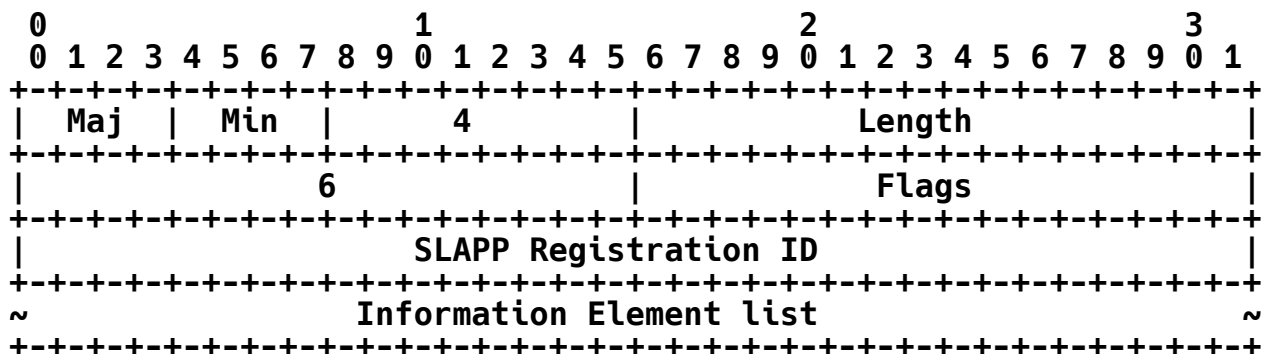 0                   1                   2                   3
 0 1 2 3 4 5 6 7 8 9 0 1 2 3 4 5 6 7 8 9 0 1 2 3 4 5 6 7 8 9 0 1
+-+-+-+-+-+-+-+-+-+-+-+-+-+-+-+-+-+-+-+-+-+-+-+-+-+-+-+-+-+-+-+-+
|  Maj  |  Min  |      4        |           Length              |
+-+-+-+-+-+-+-+-+-+-+-+-+-+-+-+-+-+-+-+-+-+-+-+-+-+-+-+-+-+-+-+-+
|               6               |            Flags              |
+-+-+-+-+-+-+-+-+-+-+-+-+-+-+-+-+-+-+-+-+-+-+-+-+-+-+-+-+-+-+-+-+
|                    SLAPP Registration ID                      |
+-+-+-+-+-+-+-+-+-+-+-+-+-+-+-+-+-+-+-+-+-+-+-+-+-+-+-+-+-+-+-+-+
~                 Information Element list                      ~
+-+-+-+-+-+-+-+-+-+-+-+-+-+-+-+-+-+-+-+-+-+-+-+-+-+-+-+-+-+-+-+-+